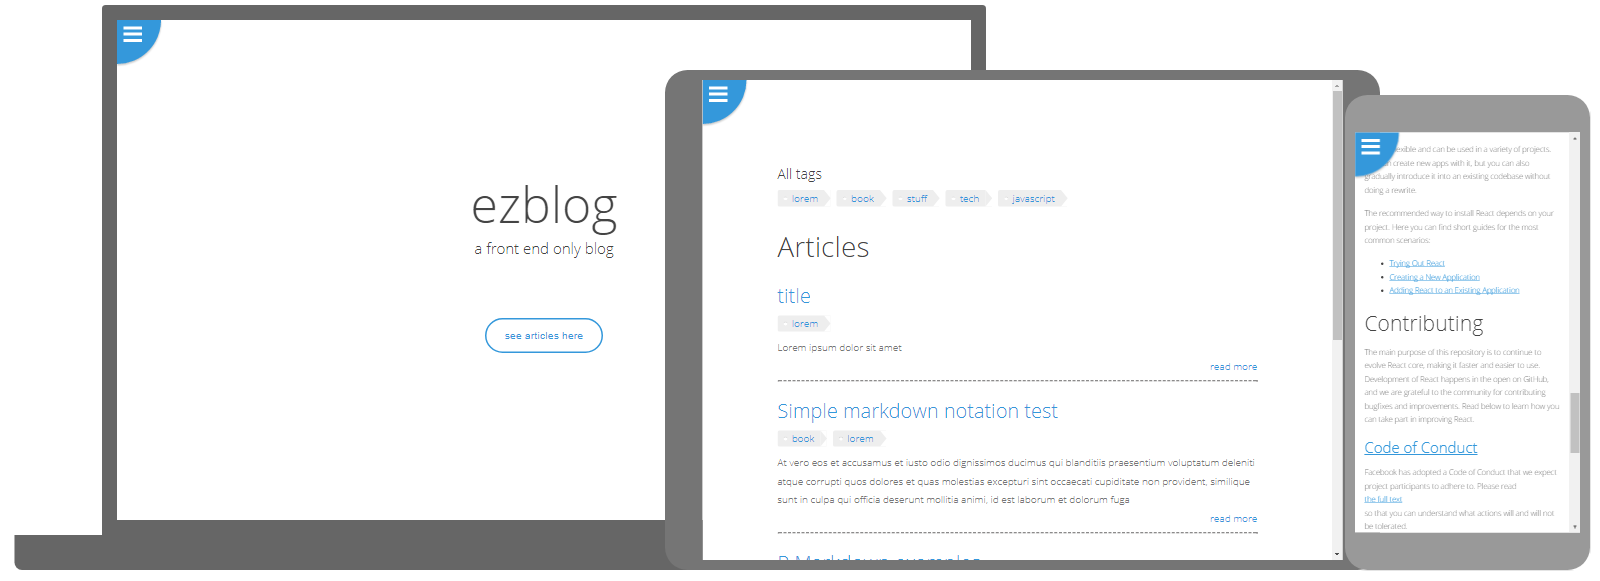 ezblog
a front end only blog
see articles here
All tags
lorem book stuff tech javascript
Articles
title
lorem
Lorem ipsum dolor sit amet
read more
Simple markdown notation test
book lorem
At vero eos et accusamus et iusto odio dignissimos ducimus qui blanditiis praesentium voluptatum deleniti
atque corrupti quos dolores et quas molestias excepturi sint occaecati cupiditate non provident, similique
sunt in culpa qui officia deserunt mollitia animi, id est laborum et dolorum fuga
read more
exible and can be used in a variety of projects.
create new apps with it, but you can also
gradually introduce it into an existing codebase without
doing a rewrite.
The recommended way to install React depends on your
project. Here you can find short guides for the most
common scenarios:
Trying Out React
Creating a New Application
Adding React to an Existing Application
Contributing
The main purpose of this repository is to continue to
evolve React core, making it faster and easier to use.
Development of React happens in the open on GitHub,
and we are grateful to the community for contributing
bugfixes and improvements. Read below to learn how you
can take part in improving React.
Code of Conduct
Facebook has adopted a Code of Conduct that we expect
project participants to adhere to. Please read
the full text
so that you can understand what actions will and will not
be tolerated.